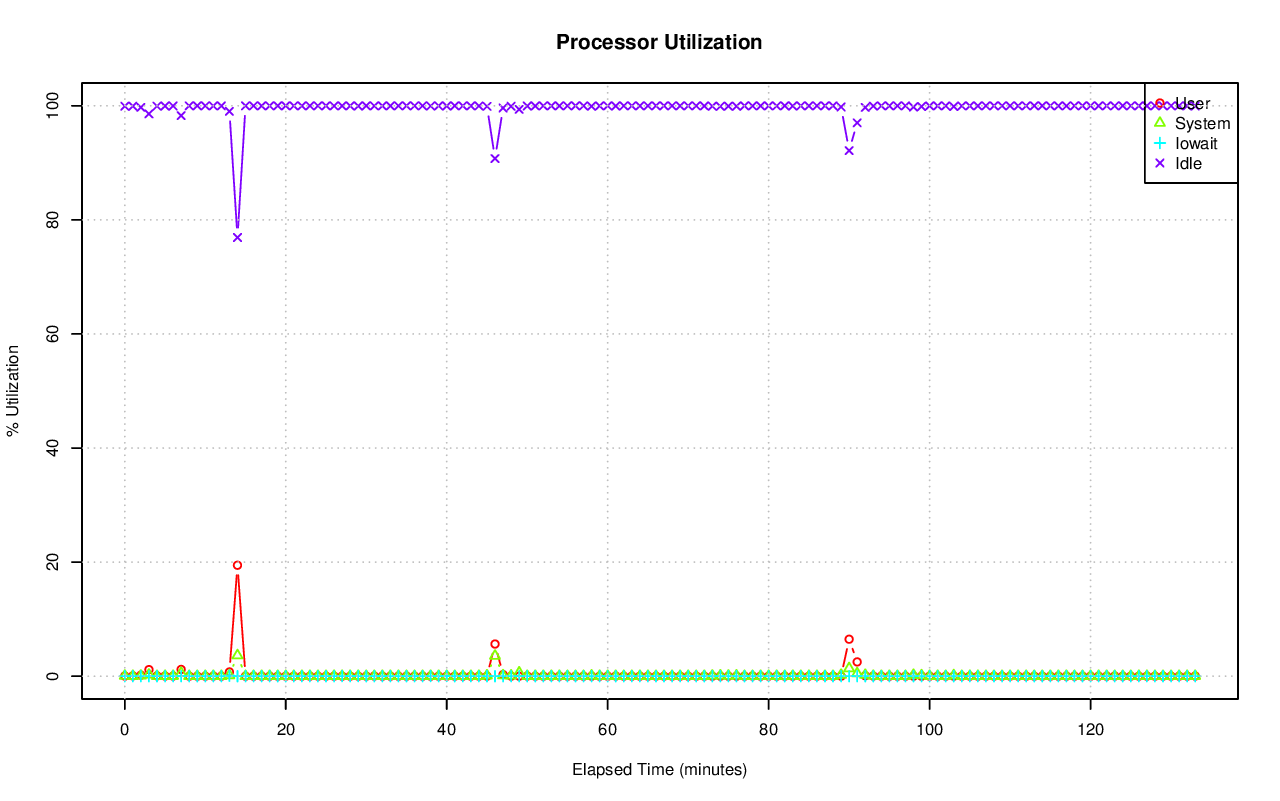 Processor Utilization
100
80
60
40
20
0
% Utilization
User
System
Iowait
Idle
0 20 40 60 80 100 120
Elapsed Time (minutes)